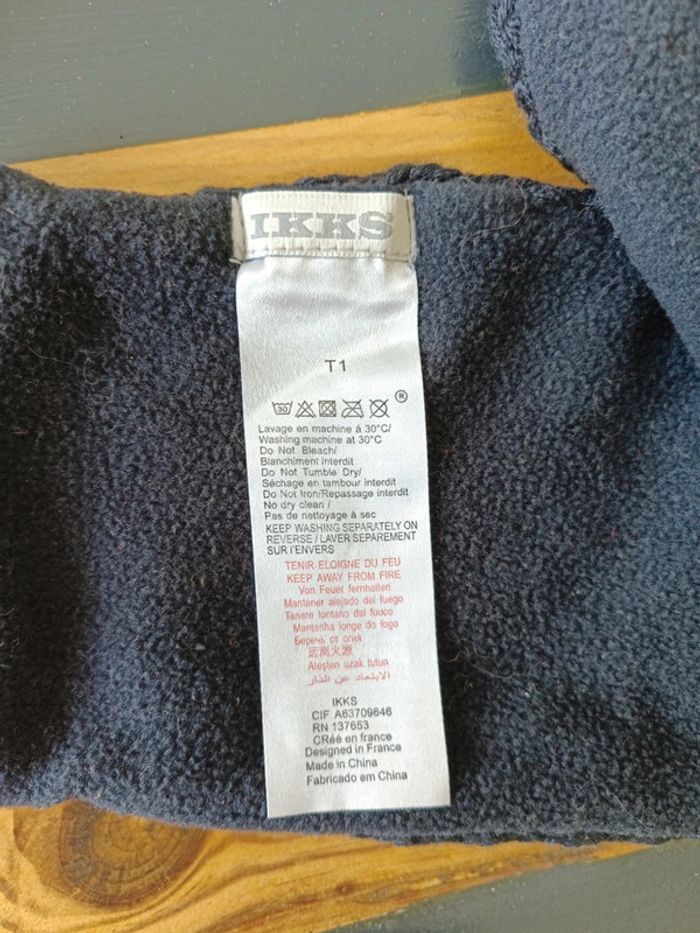 IKKS
T1
30
®
Lavage en machine á 30°C/
Washing machine at 30°C
Do Not Bleach/
Blanchiment interdit
Do Not Tumble Dry/
Séchage en tambour interdit
Do Not Iron/Repassage interdit
No dry clean /
Pas de nettoyage à sec
KEEP WASHING SEPARATELY ON
REVERSE / LAVER SEPAREMENT
SUR l'ENVERS
TENIR ELOIGNE DU FEU
KEEP AWAY FROM FIRE
Von Feuer fernhalten
Mantener alejado del fuego
Tenere lontano dal fuoco
Mantenha longe do fogo
Беречь от огня
远离火源
Ateşten uzak tutun
الابتعاد عن النار
IKKS
CIF A63709646
RN 137653
CRéé en france
Designed in France
Made in China
Fabricado em China